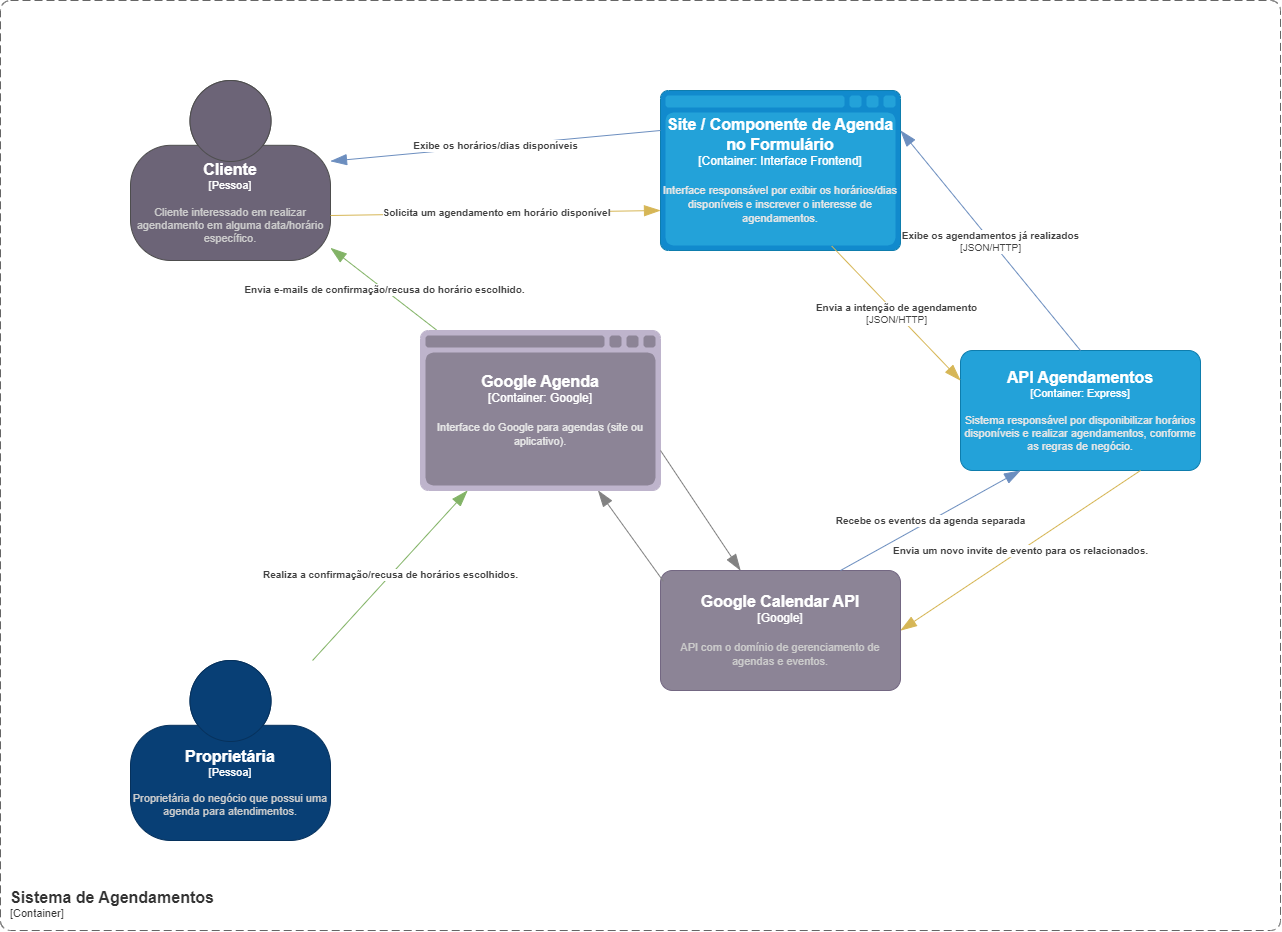 Cliente
[Pessoa]
Cliente interessado em realizar
agendamento em alguma data/horário
específico.
Exibe os horários/dias disponíveis
Solicita um agendamento em horário disponível
Site / Componente de Agenda
no Formulário
[Container: Interface Frontend]
Interface responsável por exibir os horários/dias
disponíveis e inscrever o interesse de
agendamentos.
Exibe os agendamentos já realizados
[JSON/HTTP]
Envia e-mails de confirmação/recusa do horário escolhido.
Envia a intenção de agendamento
[JSON/HTTP]
Google Agenda
[Container: Google]
Interface do Google para agendas (site ou
aplicativo).
API Agendamentos
[Container: Express]
Sistema responsável por disponibilizar horários
disponíveis e realizar agendamentos, conforme
as regras de negócio.
Recebe os eventos da agenda separada
Envia um novo invite de evento para os relacionados.
Realiza a confirmação/recusa de horários escolhidos.
Google Calendar API
[Google]
API com o domínio de gerenciamento de
agendas e eventos.
Proprietária
[Pessoa]
Proprietária do negócio que possui uma
agenda para atendimentos.
Sistema de Agendamentos
[Container]